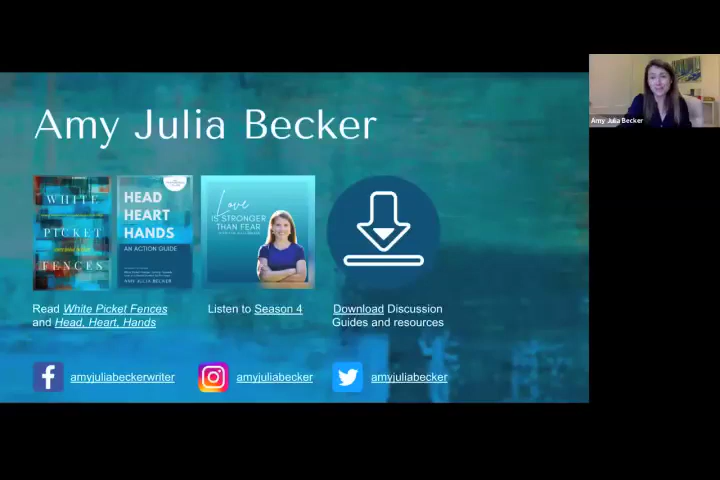 Amy Julia Becker
Amy Julia Becker
WHITE
PICKET
FENCES
HEAD
HEART
HANDS
AN ACTION GUIDE
AMY JULIA BECKER
Love
IS STRONGER
THAN FEAR
Read White Picket Fences
and Head, Heart, Hands
Listen to Season 4
Download Discussion
Guides and resources
amyjuliabeckerwriter
amyjuliabecker
amyjuliabecker